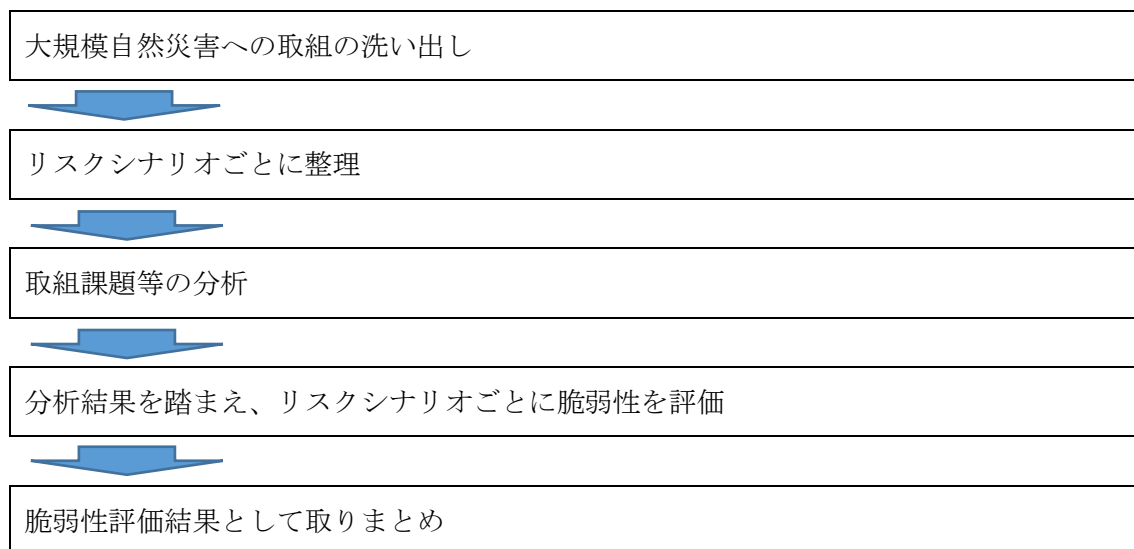 大規模自然災害への取組の洗い出し
リスクシナリオごとに整理
取組課題等の分析
分析結果を踏まえ、リスクシナリオごとに脆弱性を評価
脆弱性評価結果として取りまとめ